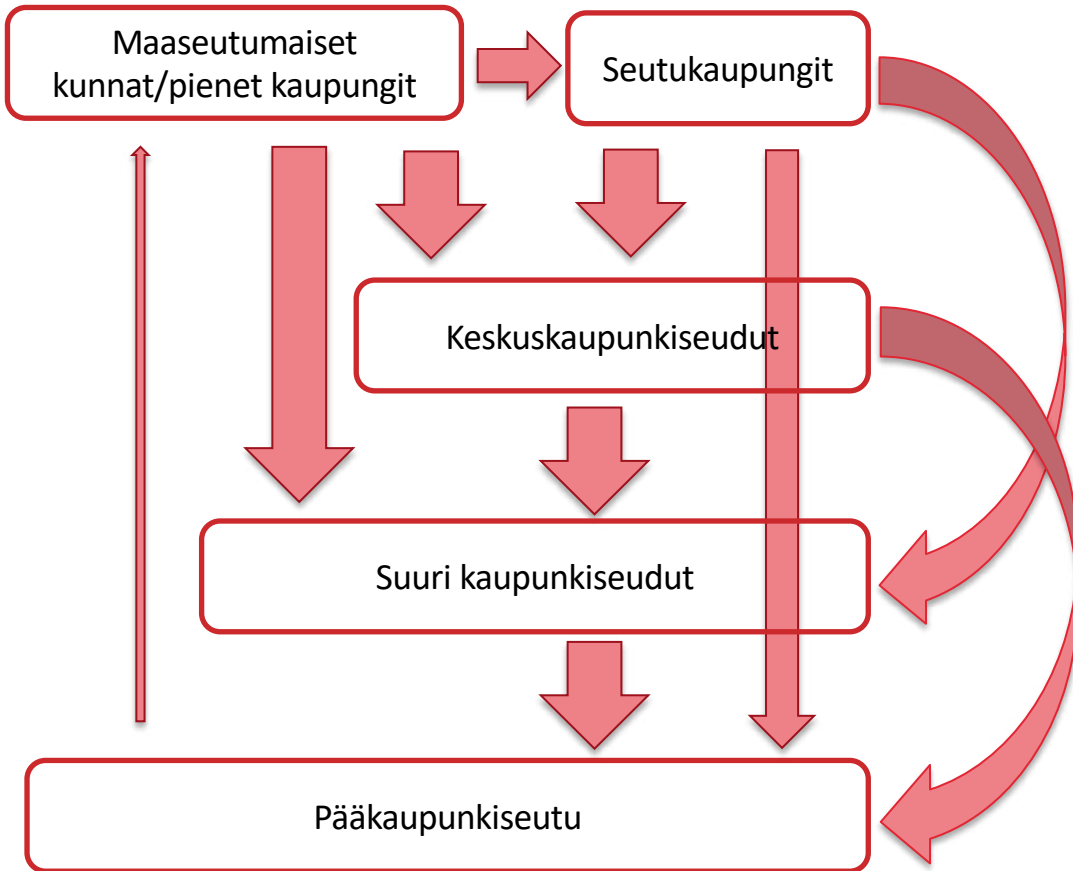 Maaseutumaiset
kunnat/pienet kaupungit
Seutukaupungit
Keskuskaupunkiseudut
Suuri kaupunkiseudut
Pääkaupunkiseutu